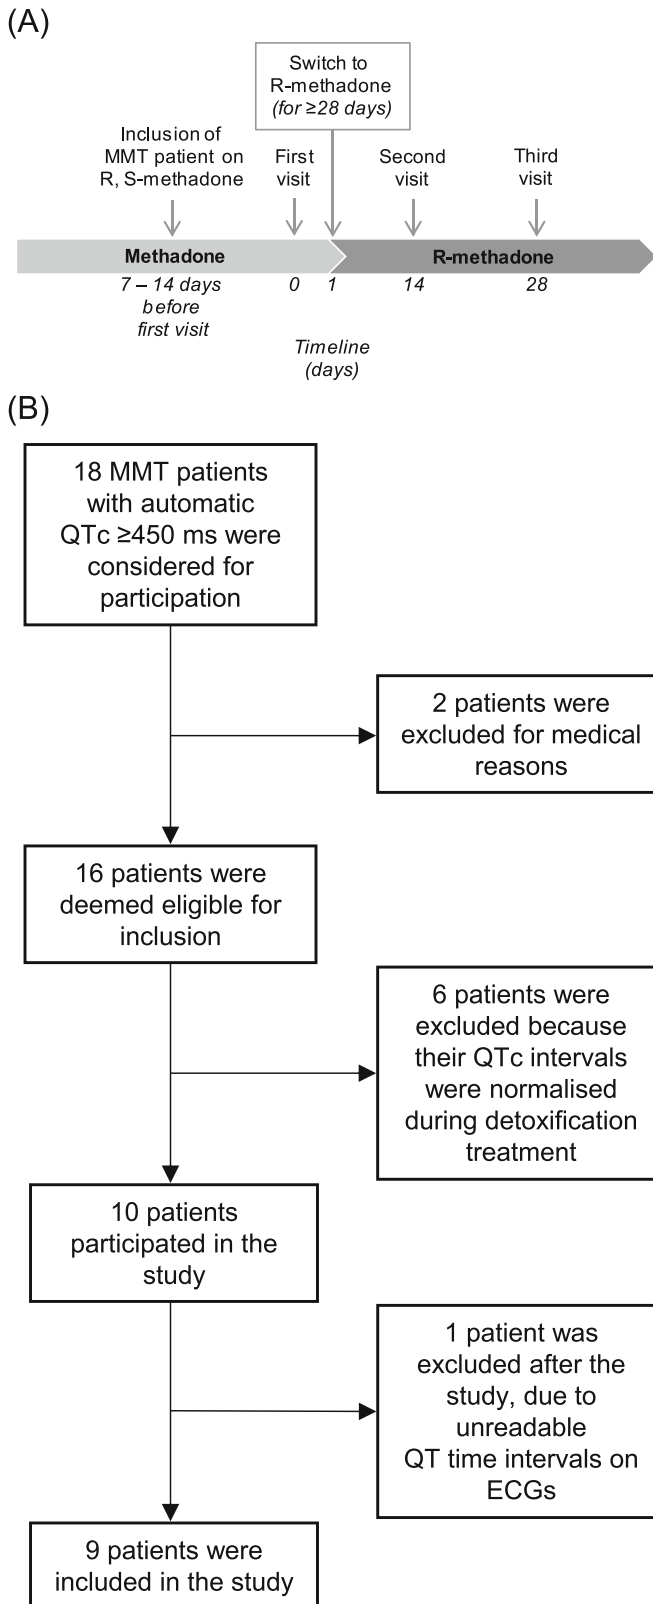 (A)
Switch to
R-methadone
(for ≥28 days)
Inclusion of
MMT patient on
R, S-methadone
First
visit
Second
visit
Third
visit
Methadone
R-methadone
7 – 14 days
before
first visit
0
1
14
28
Timeline
(days)
(B)
18 MMT patients
with automatic
QTc ≥450 ms were
considered for
participation
2 patients were
excluded for medical
reasons
16 patients were
deemed eligible for
inclusion
6 patients were
excluded because
their QTc intervals
were normalised
during detoxification
treatment
10 patients
participated in the
study
1 patient was
excluded after the
study, due to
unreadable
QT time intervals on
ECGs
9 patients were
included in the study